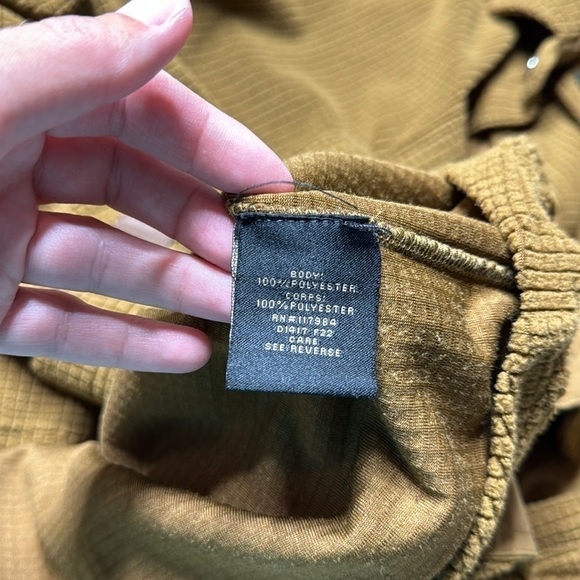 BODY:
100% POLYESTER
CORPS:
100% POLYESTER
RN#:117984
D1417 F22
CARE
SEE REVERSE